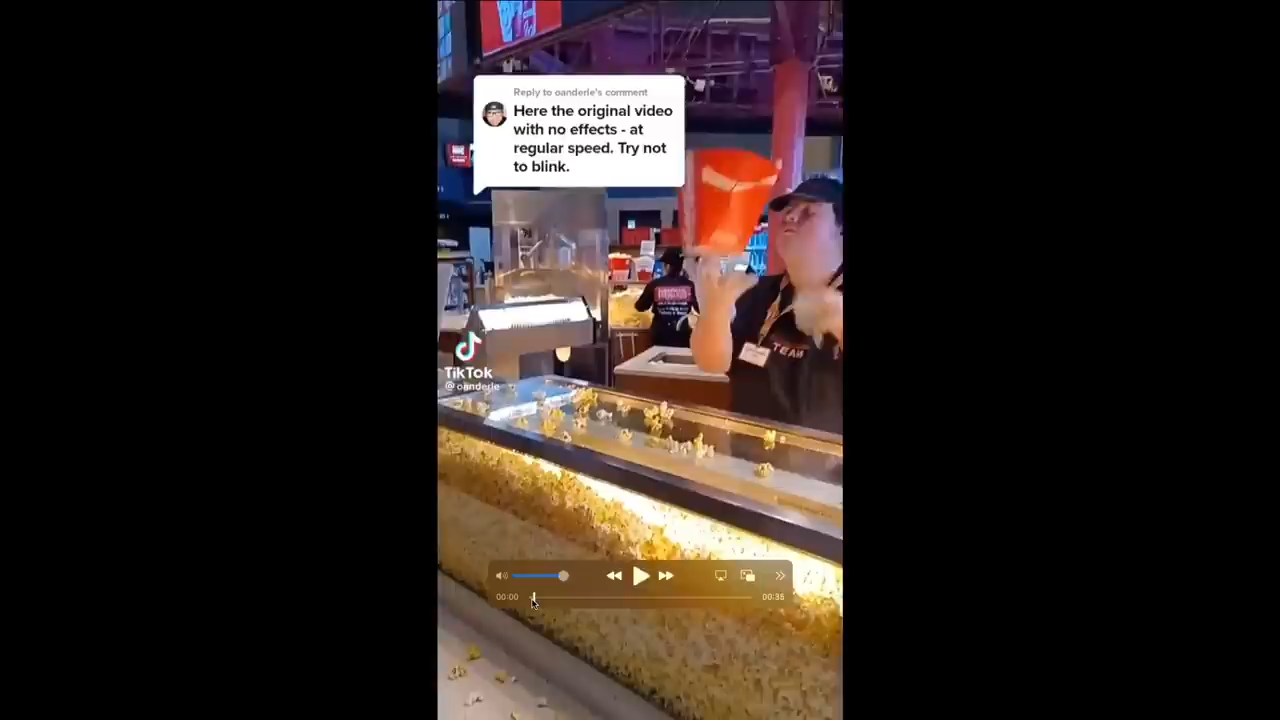 Reply to oanderle's comment
Here the original video
with no effects - at
regular speed. Try not
to blink.
TEAM
TikTok
@oanderle
00:00
00:35